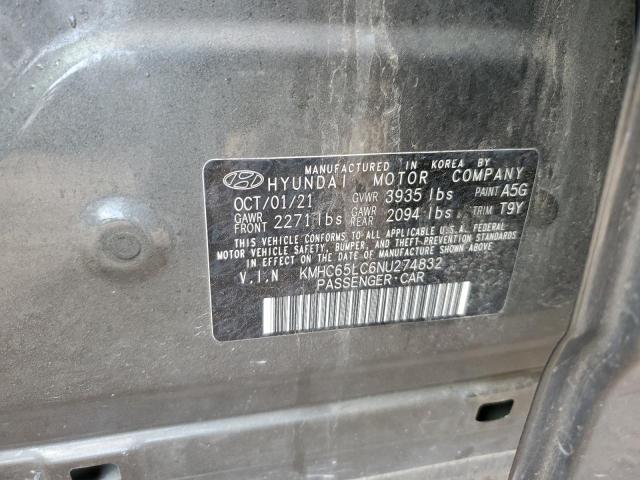 MANUFACTURED IN KOREA BY
HYUNDAI MOTOR COMPANY
OCT/01/21 GVWR 3935 lbs PAINT A5G
GAWR FRONT 2271 lbs GAWR REAR 2094 lbs TRIM T9Y
THIS VEHICLE CONFORMS TO ALL APPLICABLE U.S.A. FEDERAL
MOTOR VEHICLE SAFETY, BUMPER, AND THEFT PREVENTION
STANDARDS IN EFFECT ON THE DATE OF MANUFACTURE SHOWN ABOVE.
V.I.N KMHC65LC6NU274832
PASSENGER CAR